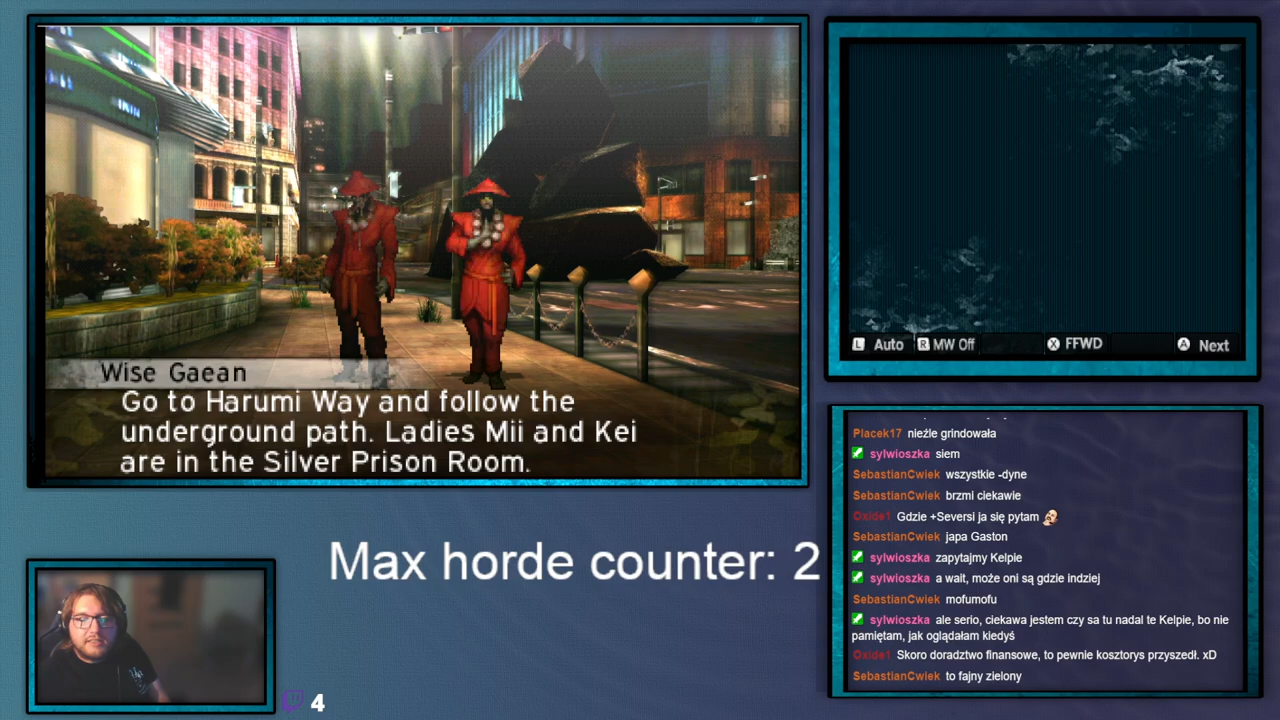 Wise Gaean
Go to Harumi Way and follow the
underground path. Ladies Mii and Kei
are in the Silver Prison Room.
L Auto R MW Off X FFWD A Next
Max horde counter: 2
4
Placek17 nieźle grindowała
sylwioszka siem
SebastianCwiek wszystkie -dyne
SebastianCwiek brzmi ciekawie
Oxide1 Gdzie +Seversi ja się pytam
SebastianCwiek japa Gaston
sylwioszka zapytajmy Kelpie
sylwioszka a wait, może oni są gdzie indziej
SebastianCwiek mofumofu
sylwioszka ale serio, ciekawa jestem czy sa tu nadal te Kelpie, bo nie
pamiętam, jak oglądałam kiedyś
Oxide1 Skoro doradztwo finansowe, to pewnie kosztorys przyszedł. xD
SebastianCwiek to fajny zielony